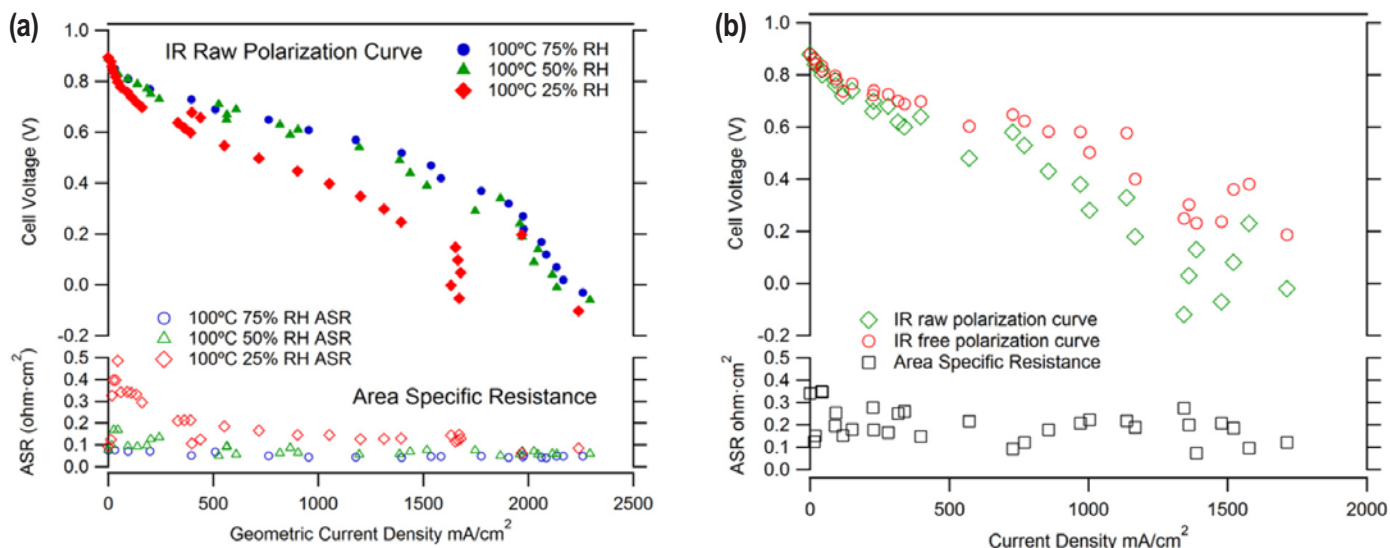 (a)
IR Raw Polarization Curve
100ºC 75% RH
100ºC 50% RH
100ºC 25% RH
Cell Voltage (V)
1.0
0.8
0.6
0.4
0.2
0.0
-0.2
100ºC 75% RH ASR
100ºC 50% RH ASR
100ºC 25% RH ASR
Area Specific Resistance
ASR (ohm·cm²)
0.5
0.4
0.3
0.2
0.1
0.0
0
500
1000
1500
2000
2500
Geometric Current Density mA/cm²
(b)
Cell Voltage (V)
1.0
0.8
0.6
0.4
0.2
0.0
-0.2
IR raw polarization curve
IR free polarization curve
Area Specific Resistance
ASR (ohm·cm²)
0.5
0.4
0.3
0.2
0.1
0.0
0
500
1000
1500
2000
Current Density mA/cm²